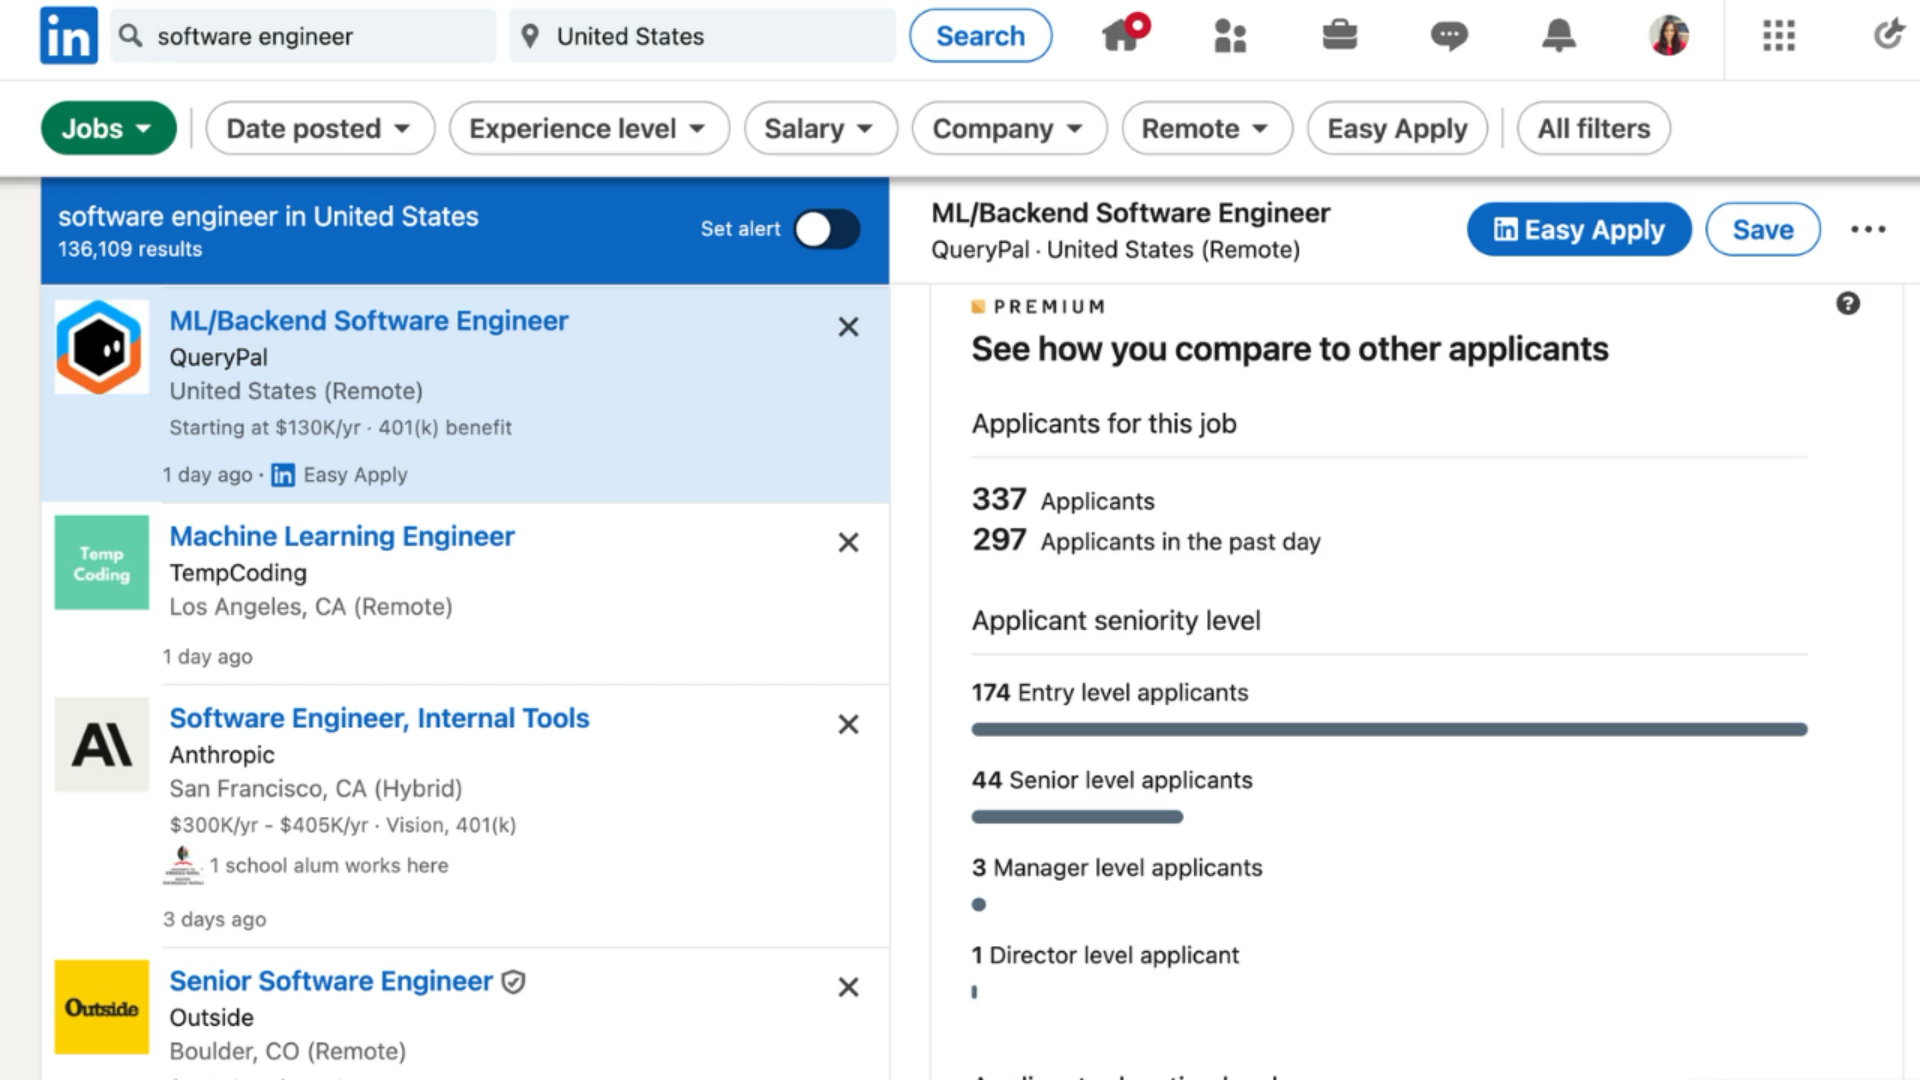 in
software engineer
United States
Search
Jobs
Date posted
Experience level
Salary
Company
Remote
Easy Apply
All filters
software engineer in United States
136,109 results
Set alert
ML/Backend Software Engineer
QueryPal
United States (Remote)
Starting at $130K/yr · 401(k) benefit
1 day ago · in Easy Apply
Temp
Coding
Machine Learning Engineer
TempCoding
Los Angeles, CA (Remote)
1 day ago
A\
Software Engineer, Internal Tools
Anthropic
San Francisco, CA (Hybrid)
$300K/yr - $405K/yr · Vision, 401(k)
1 school alum works here
3 days ago
Outside
Senior Software Engineer
Outside
Boulder, CO (Remote)
ML/Backend Software Engineer
QueryPal · United States (Remote)
in Easy Apply
Save
PREMIUM
?
See how you compare to other applicants
Applicants for this job
337 Applicants
297 Applicants in the past day
Applicant seniority level
174 Entry level applicants
44 Senior level applicants
3 Manager level applicants
1 Director level applicant